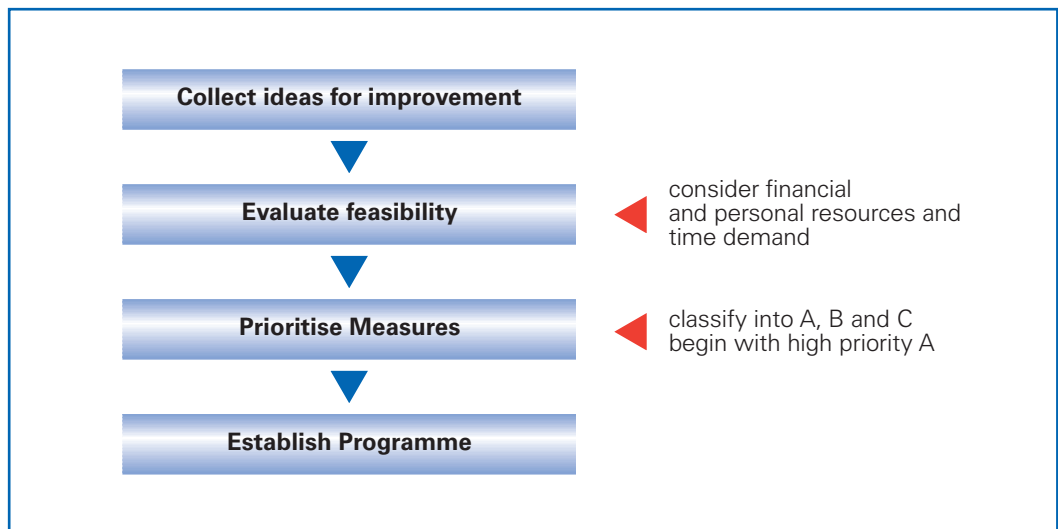 Collect ideas for improvement
Evaluate feasibility
consider financial
and personal resources and
time demand
Prioritise Measures
classify into A, B and C
begin with high priority A
Establish Programme